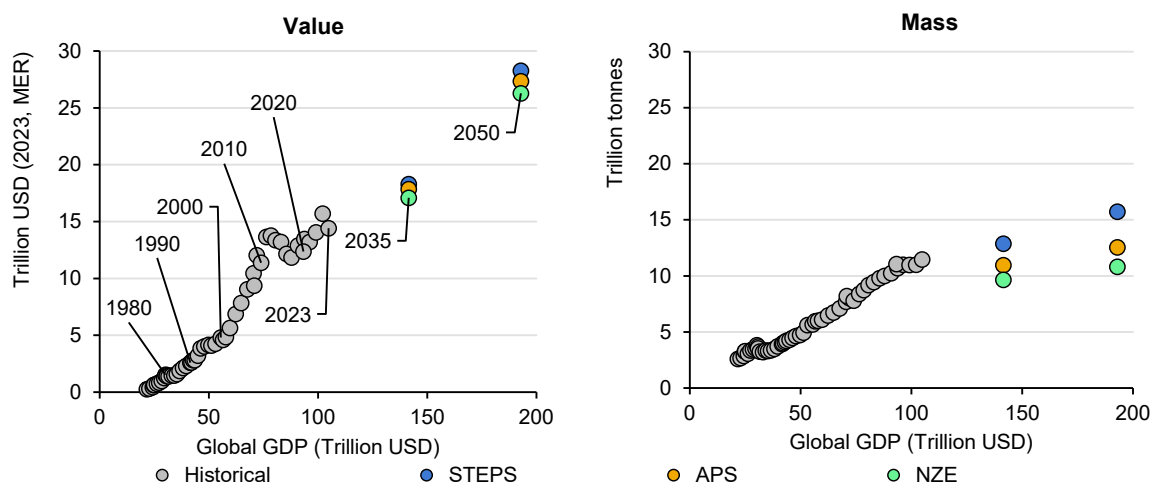 Value
Trillion USD (2023, MER)
30
25
20
15
10
5
0
0 50 100 150 200
Global GDP (Trillion USD)
1980
1990
2000
2010
2020
2023
2035
2050
Mass
Trillion tonnes
30
25
20
15
10
5
0
0 50 100 150 200
Global GDP (Trillion USD)
Historical STEPS APS NZE